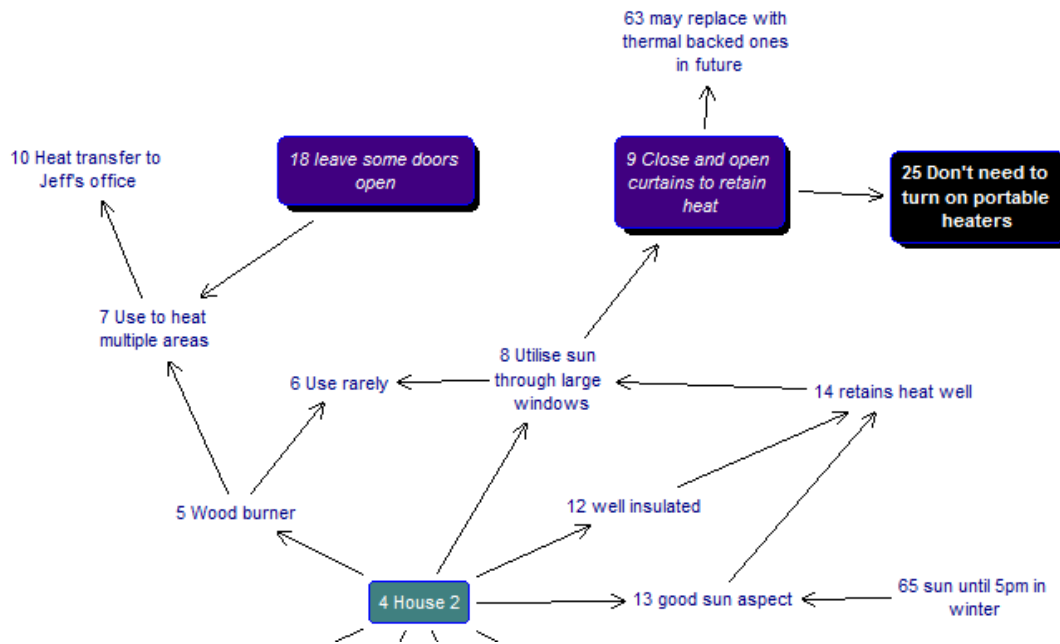 63 may replace with
thermal backed ones
in future
10 Heat transfer to
Jeff's office
18 leave some doors
open
9 Close and open
curtains to retain
heat
25 Don't need to
turn on portable
heaters
7 Use to heat
multiple areas
6 Use rarely
8 Utilise sun
through large
windows
14 retains heat well
5 Wood burner
12 well insulated
4 House 2
13 good sun aspect
65 sun until 5pm in
winter